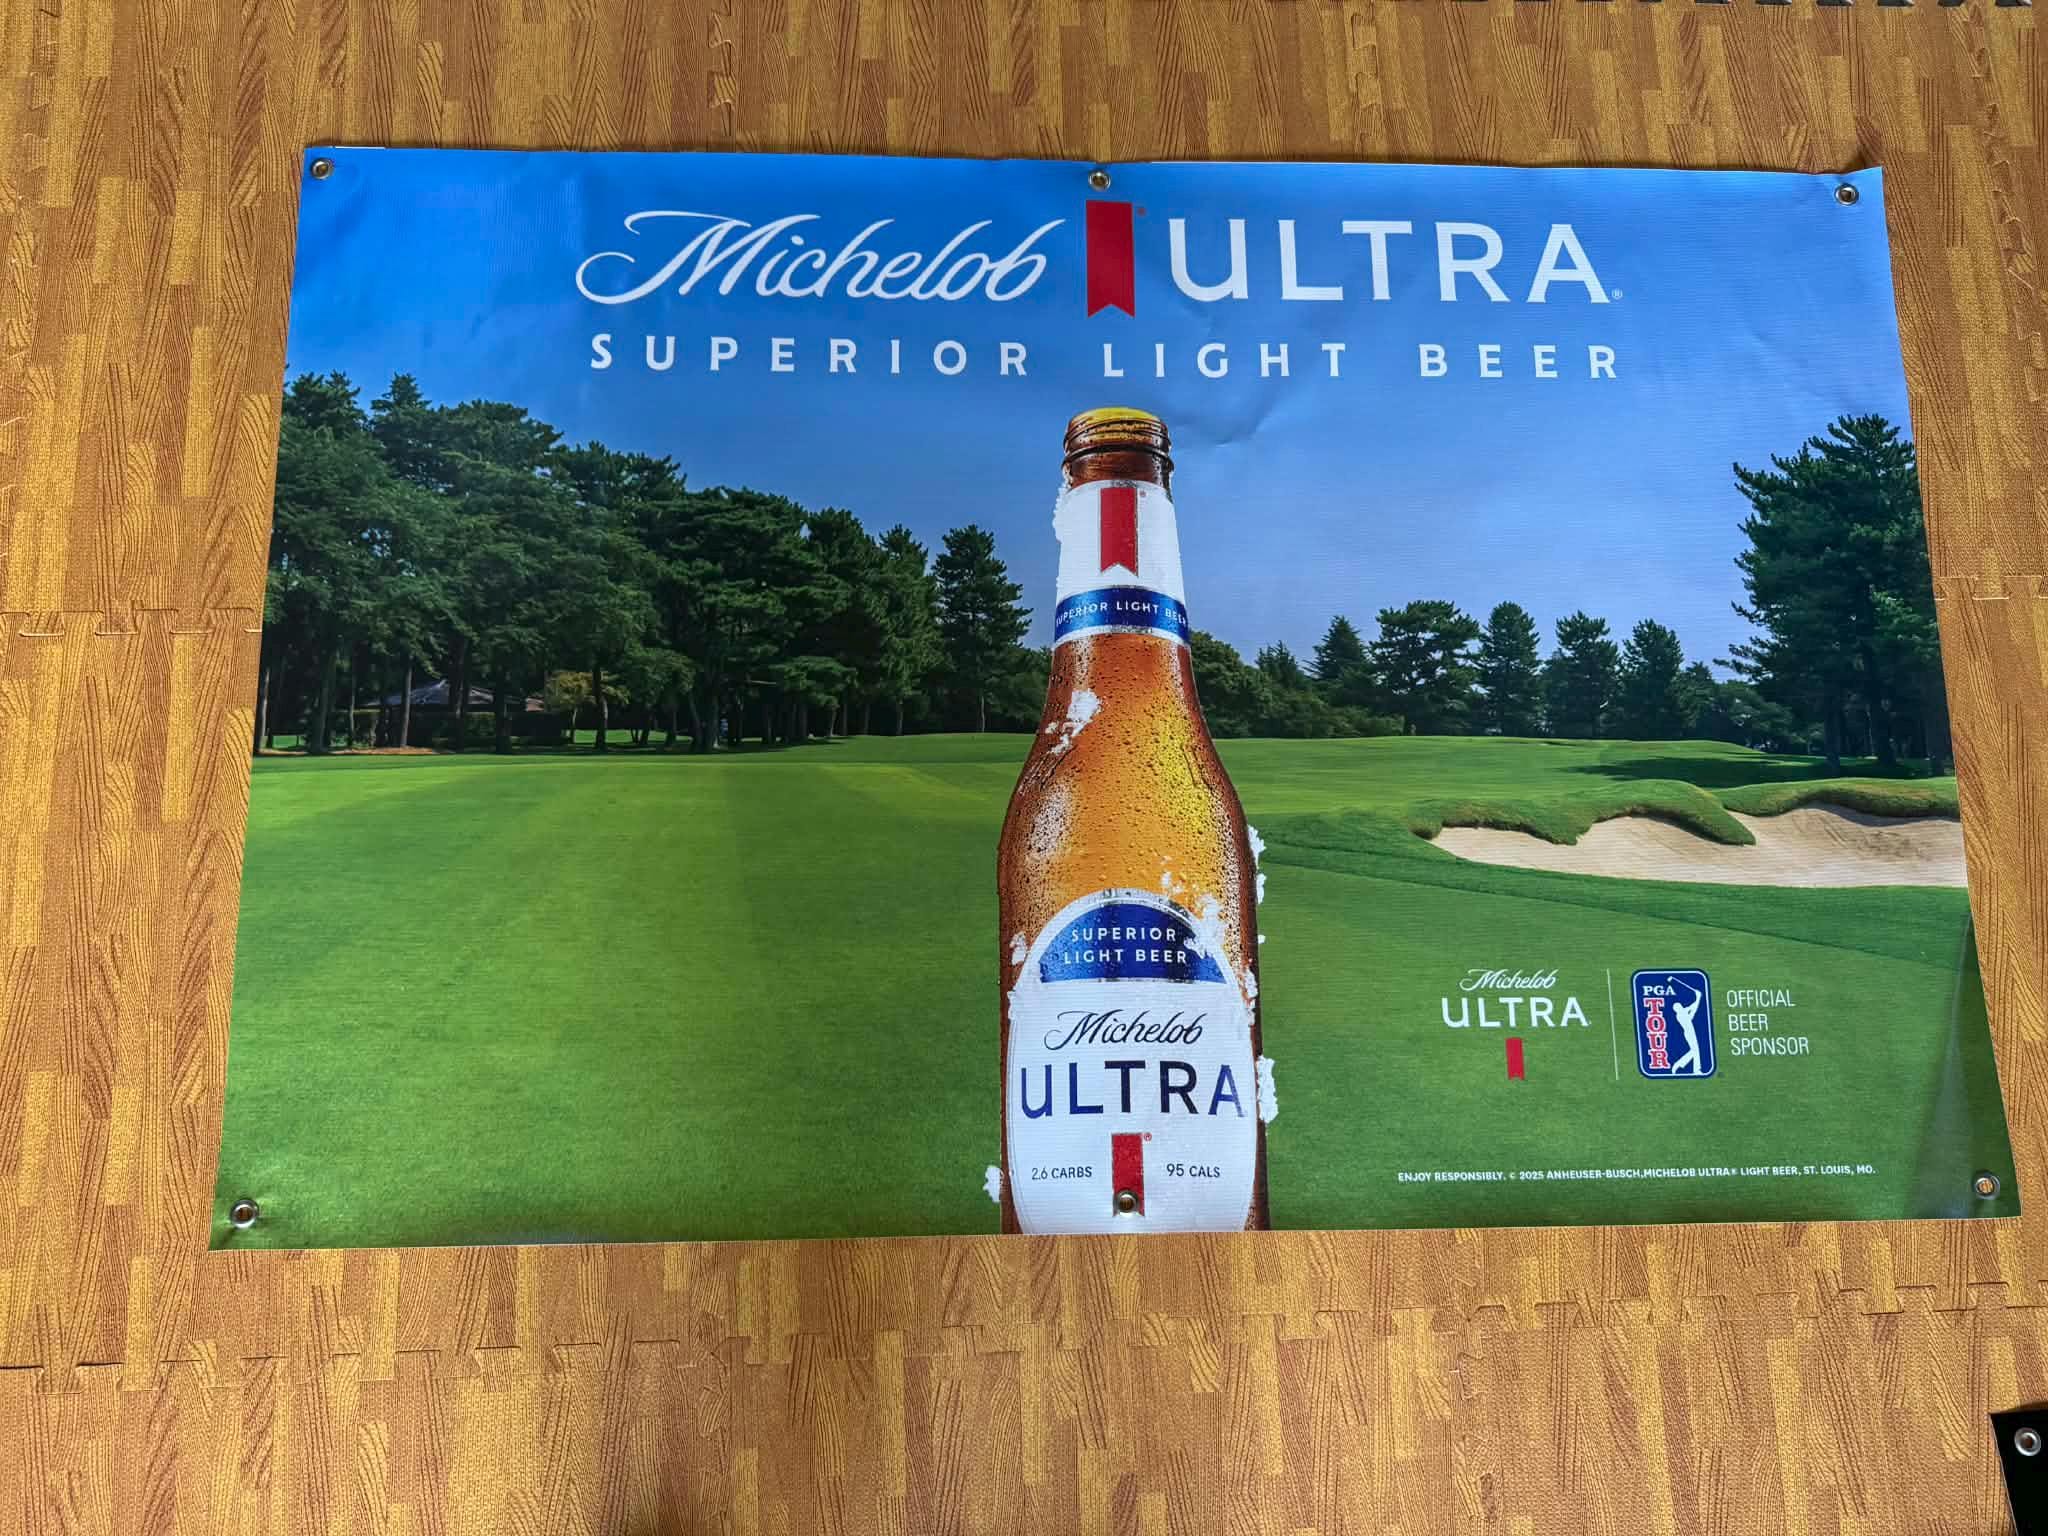 Michelob ® ULTRA®
SUPERIOR LIGHT BEER
®
SUPERIOR LIGHT BEER
SUPERIOR
LIGHT BEER
Michelob
ULTRA
®
2.6 CARBS 95 CALS
Michelob
ULTRA
PGA
TOUR
OFFICIAL
BEER
SPONSOR
ENJOY RESPONSIBLY. © 2025 ANHEUSER-BUSCH,MICHELOB ULTRA® LIGHT BEER, ST. LOUIS, MO.